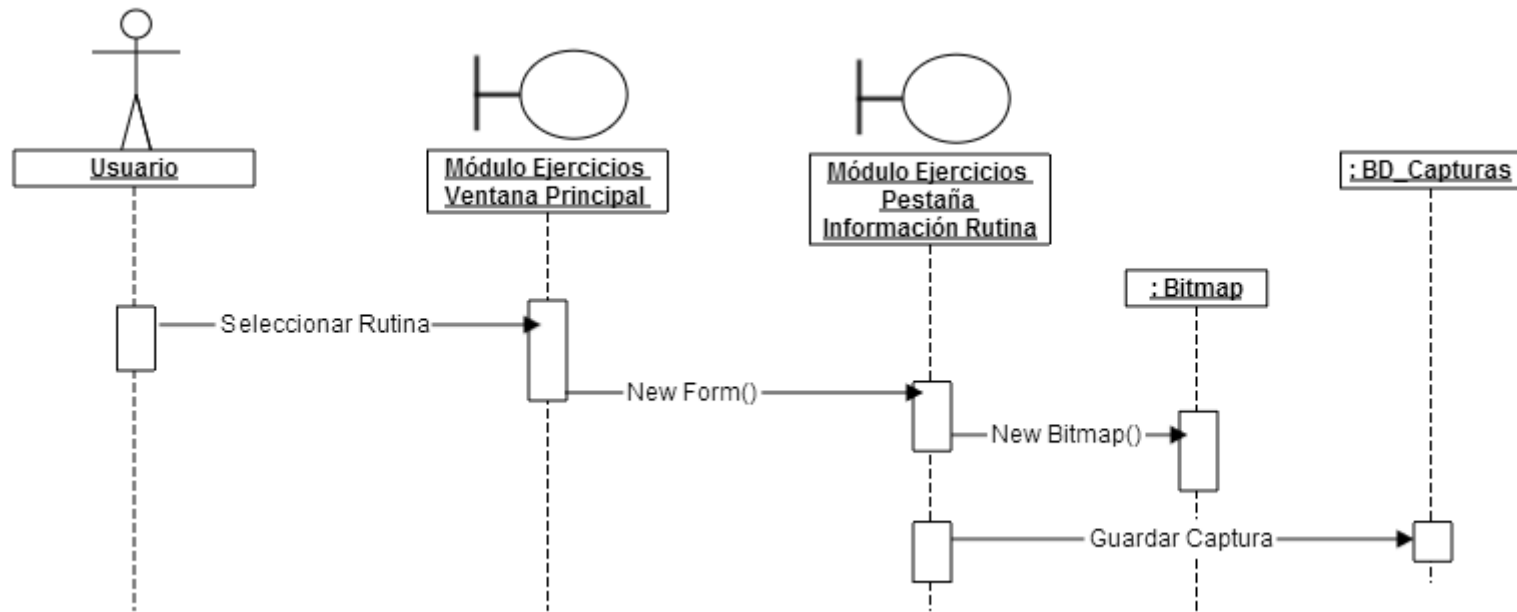 Usuario
Módulo Ejercicios
Ventana Principal
Módulo Ejercicios
Pestaña
Información Rutina
: BD_Capturas
: Bitmap
Seleccionar Rutina
New Form()
New Bitmap()
Guardar Captura